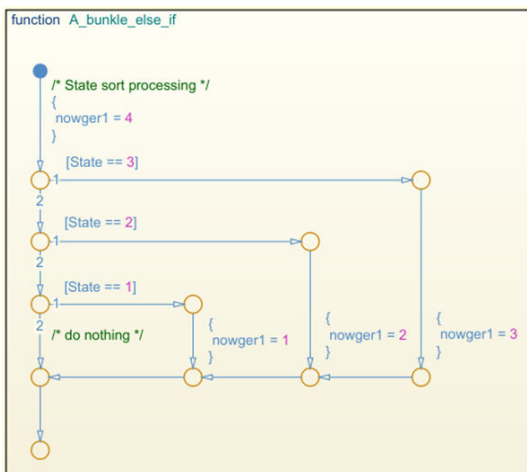 function A_bunkle_else_if
/* State sort processing */
{
nowger1 = 4
}
[State == 3]
1
2
[State == 2]
1
2
[State == 1]
1
2
/* do nothing */
{
nowger1 = 1
}
{
nowger1 = 2
}
{
nowger1 = 3
}